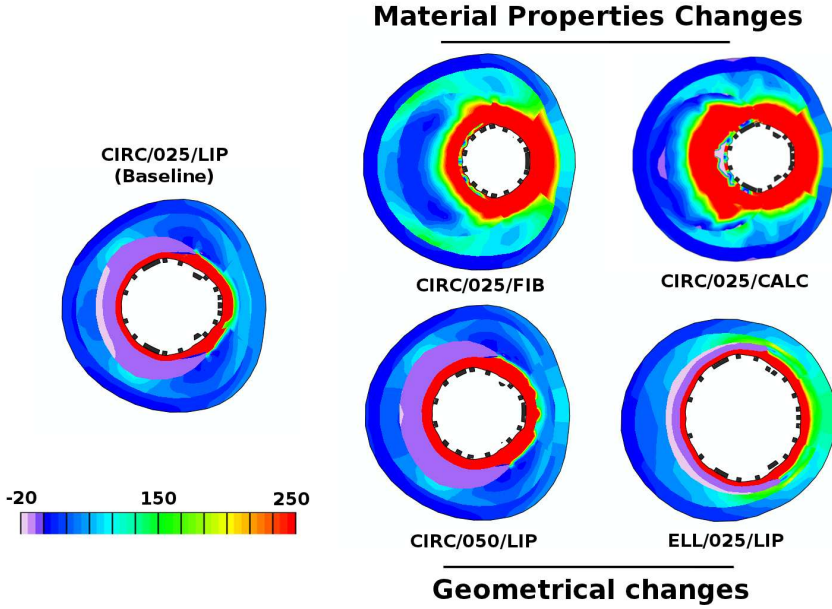 Material Properties Changes
CIRC/025/LIP
(Baseline)
CIRC/025/FIB
CIRC/025/CALC
-20
150
250
CIRC/050/LIP
ELL/025/LIP
Geometrical changes